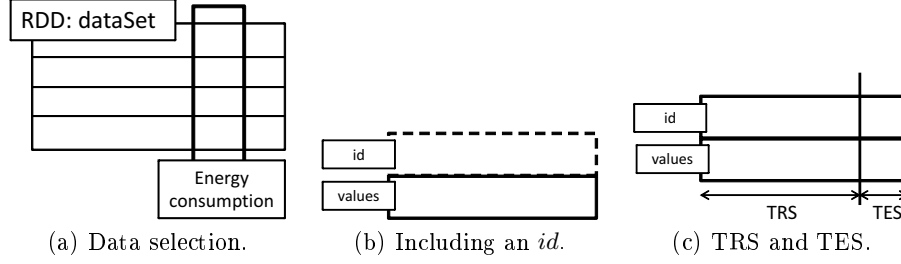 RDD: dataSet
Energy
consumption
(a) Data selection.
id
values
(b) Including an id.
id
values
TRS
TES
(c) TRS and TES.